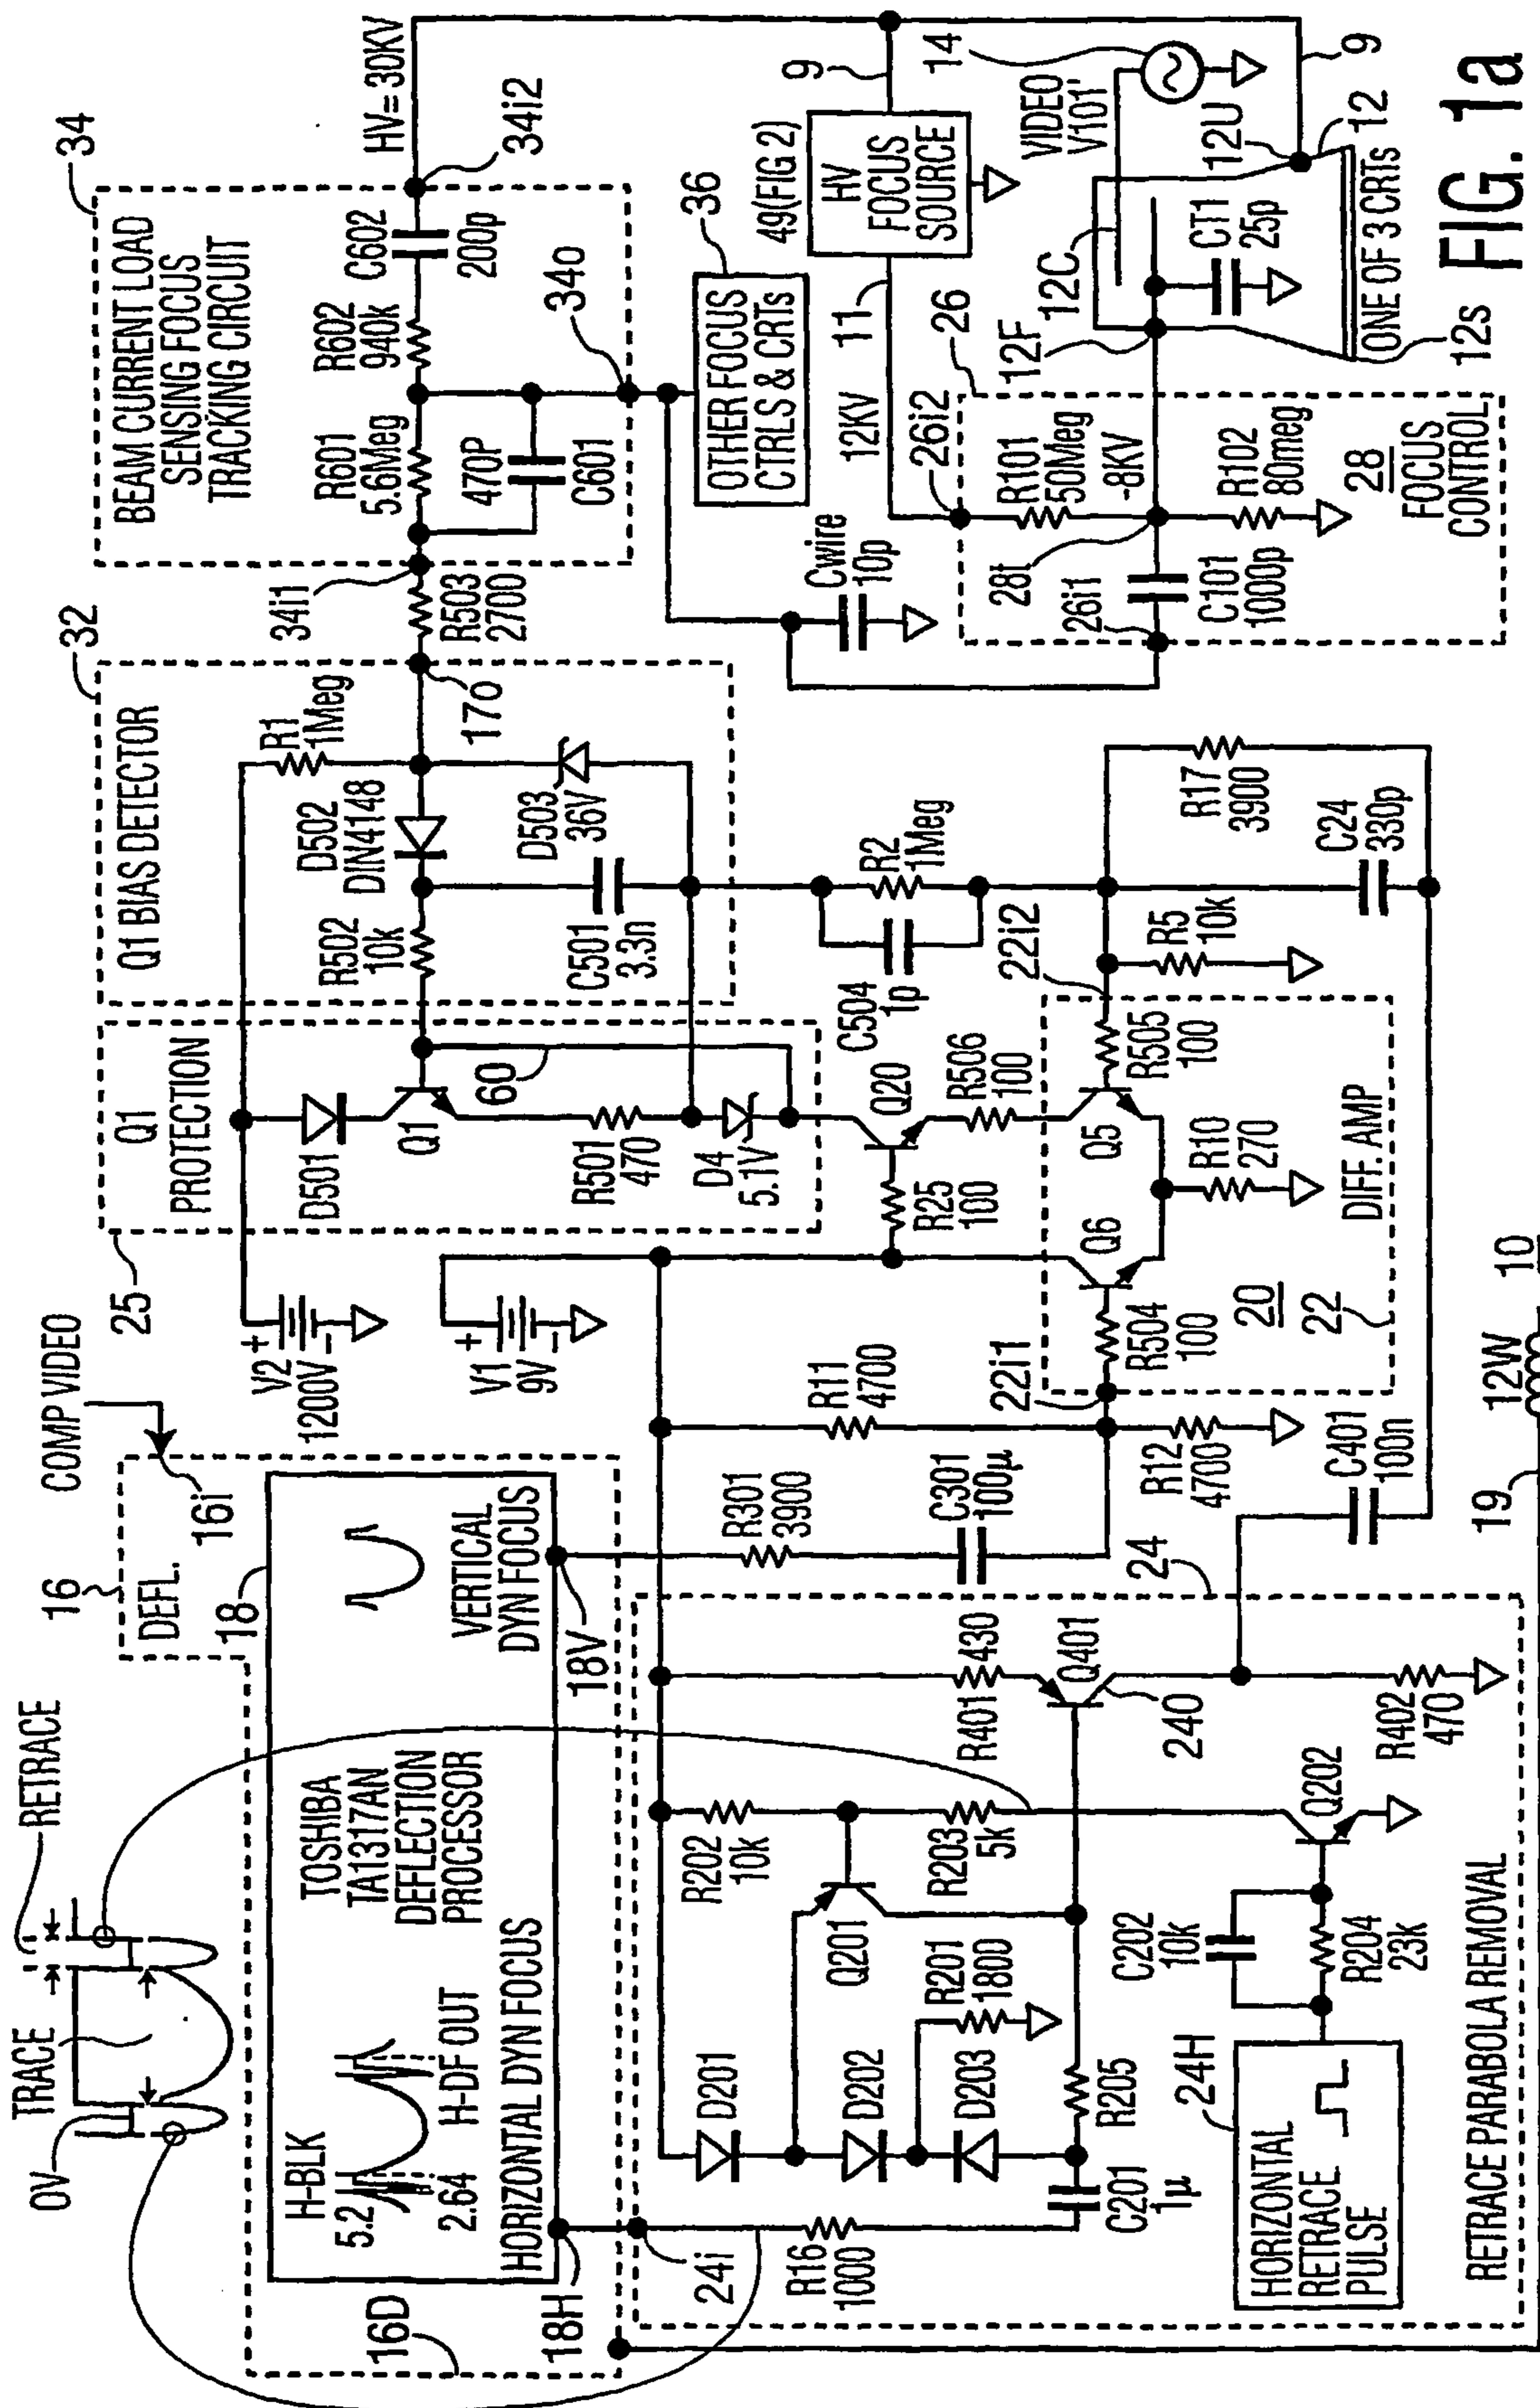 TRACE
RETRACE
0V
COMP VIDEO
16
DEFL.
16i
18
H-BLK
5.2
2.64
H-DF OUT
TOSHIBA
TA1317AN
DEFLECTION
PROCESSOR
HORIZONTAL DYN FOCUS
VERTICAL
DYN FOCUS
16D
18H
18V
24i
R16
1000
C201
1µ
D201
D202
D203
R201
1800
R205
Q201
R202
10k
R203
5k
R401
430
Q401
240
R402
470
Q202
C202
10k
R204
23k
24H
HORIZONTAL
RETRACE
PULSE
RETRACE PARABOLA REMOVAL
24
R301
3900
C301
100µ
R11
4700
R12
4700
C401
100n
19
12W
10
V2
+
-
1200V
V1
+
-
9V
25
Q1
PROTECTION
D501
Q1
R501
470
D4
5.1V
60
32
Q1 BIAS DETECTOR
R1
1Meg
D502
DIN4148
R502
10k
D503
36V
C501
3.3n
17o
C504
1p
R2
1Meg
Q20
R25
100
R506
100
22i1
22i2
R504
100
R505
100
Q6
Q5
R10
270
20
22
DIFF. AMP
R5
10k
R17
3900
C24
330p
34
BEAM CURRENT LOAD
SENSING FOCUS
TRACKING CIRCUIT
34i1
R503
2700
R601
5.6Meg
470P
C601
R602
940k
C602
200p
34o
34i2
HV=30KV
36
OTHER FOCUS
CTRLS & CRTs
Cwire
10p
26
26i1
26i2
12KV
11
R101
50Meg
-8KV
28t
C101
1000p
R102
80meg
28
FOCUS
CONTROL
49(FIG 2)
HV
FOCUS
SOURCE
9
14
VIDEO
V101'
12C
12U
12F
CT1
25p
9
12
ONE OF 3 CRTs
12s
FIG. 1a